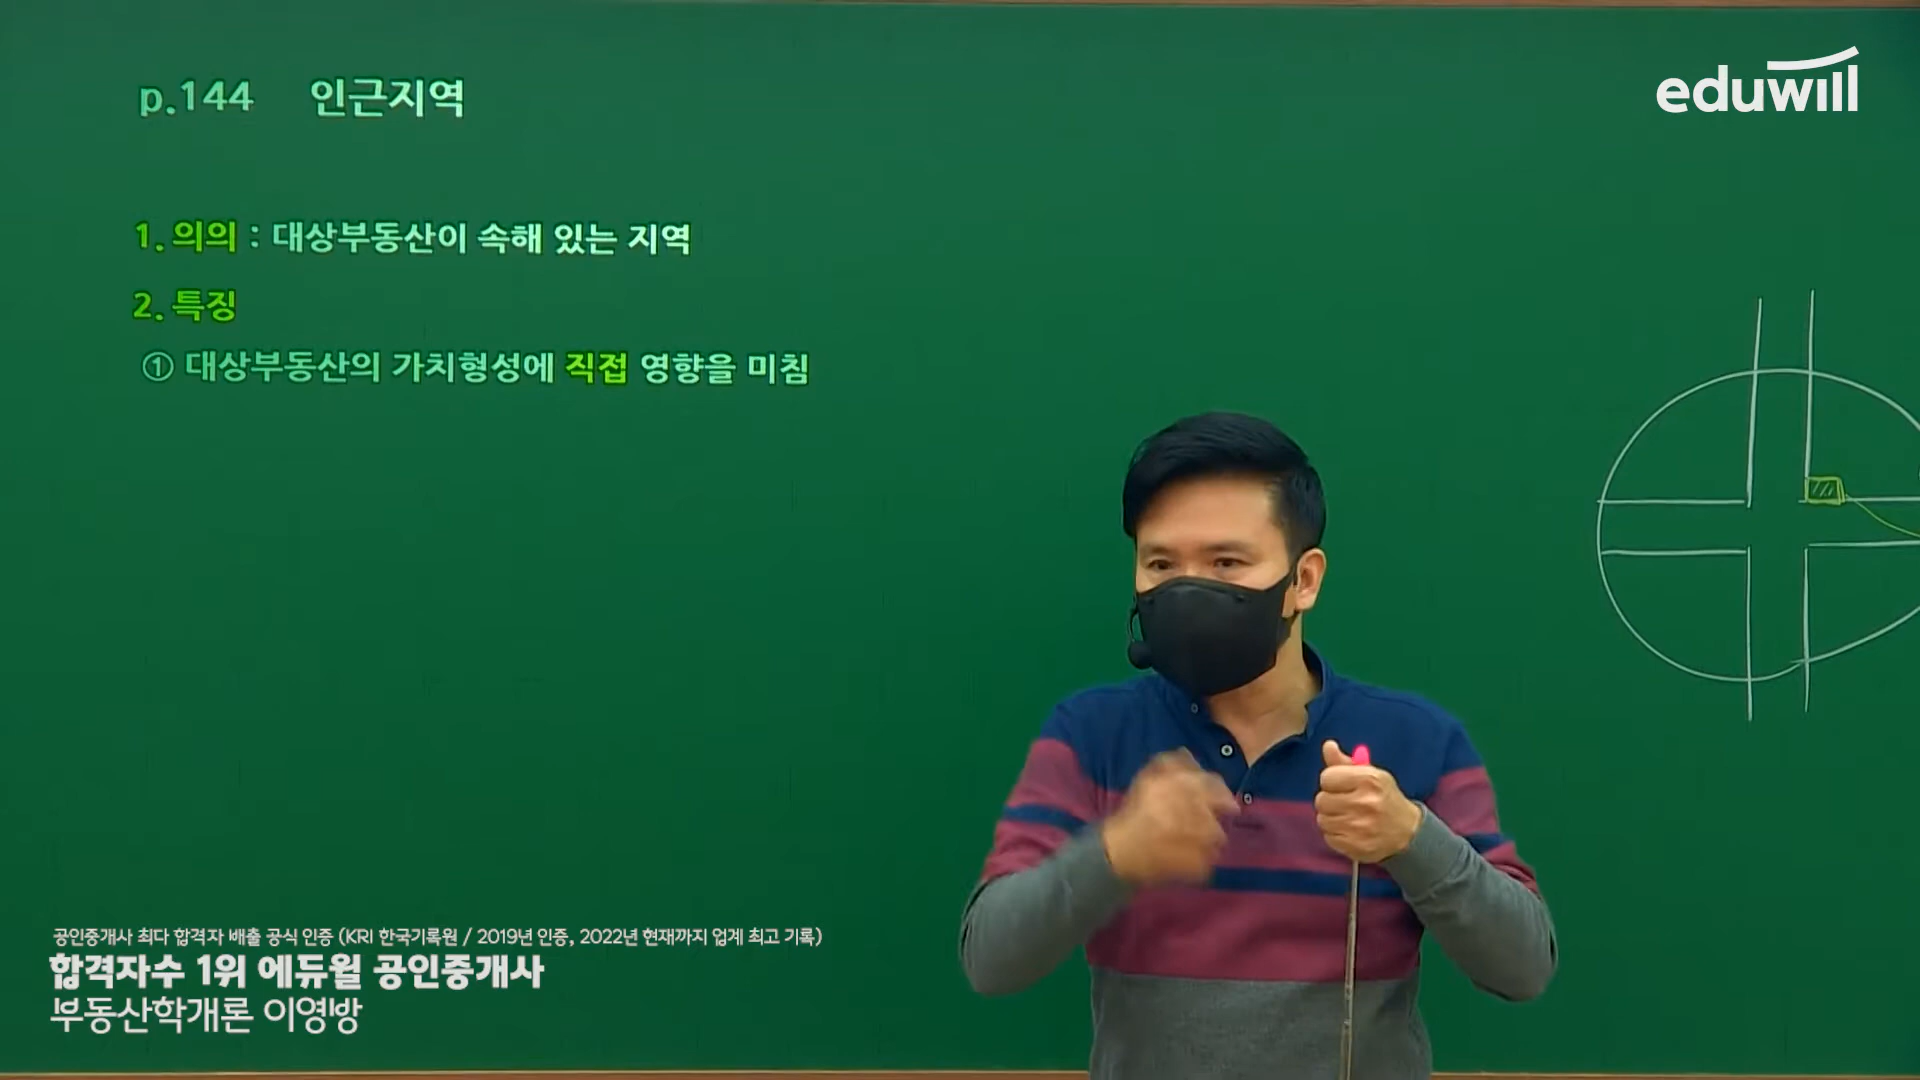 p.144 인근지역
eduwill
1. 의의 : 대상부동산이 속해 있는 지역
2. 특징
① 대상부동산의 가치형성에 직접 영향을 미침
공인중개사 최다 합격자 배출 공식 인증 (KRI 한국기록원 / 2019년 인증, 2022년 현재까지 업계 최고 기록)
합격자수 1위 에듀윌 공인중개사
부동산학개론 이영방